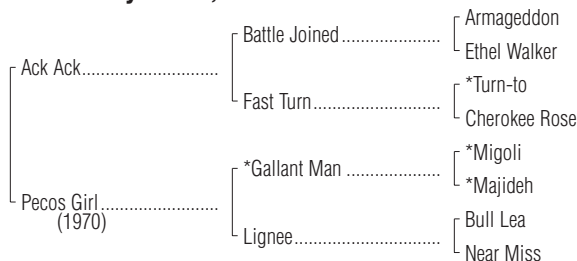 Armageddon
Battle Joined
Ethel Walker
Ack Ack
*Turn-to
Fast Turn
Cherokee Rose
*Migoli
*Gallant Man
*Majideh
Pecos Girl
(1970)
Bull Lea
Lignee
Near Miss